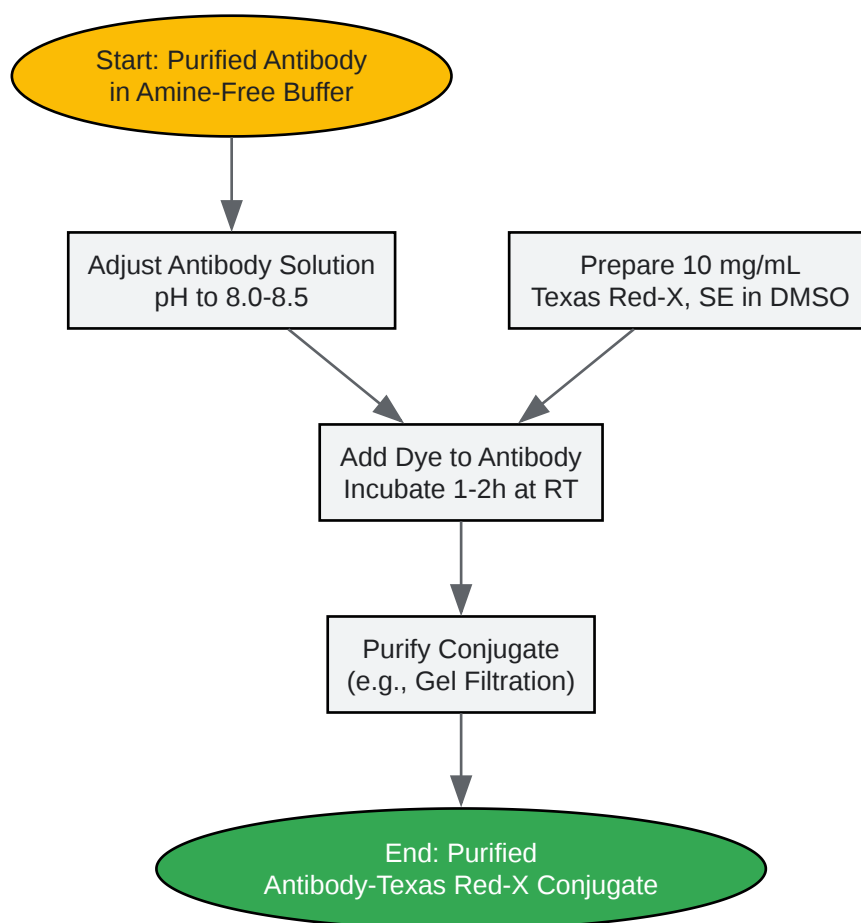 Start: Purified Antibody
in Amine-Free Buffer
Adjust Antibody Solution
pH to 8.0-8.5
Prepare 10 mg/mL
Texas Red-X, SE in DMSO
Add Dye to Antibody
Incubate 1-2h at RT
Purify Conjugate
(e.g., Gel Filtration)
End: Purified
Antibody-Texas Red-X Conjugate